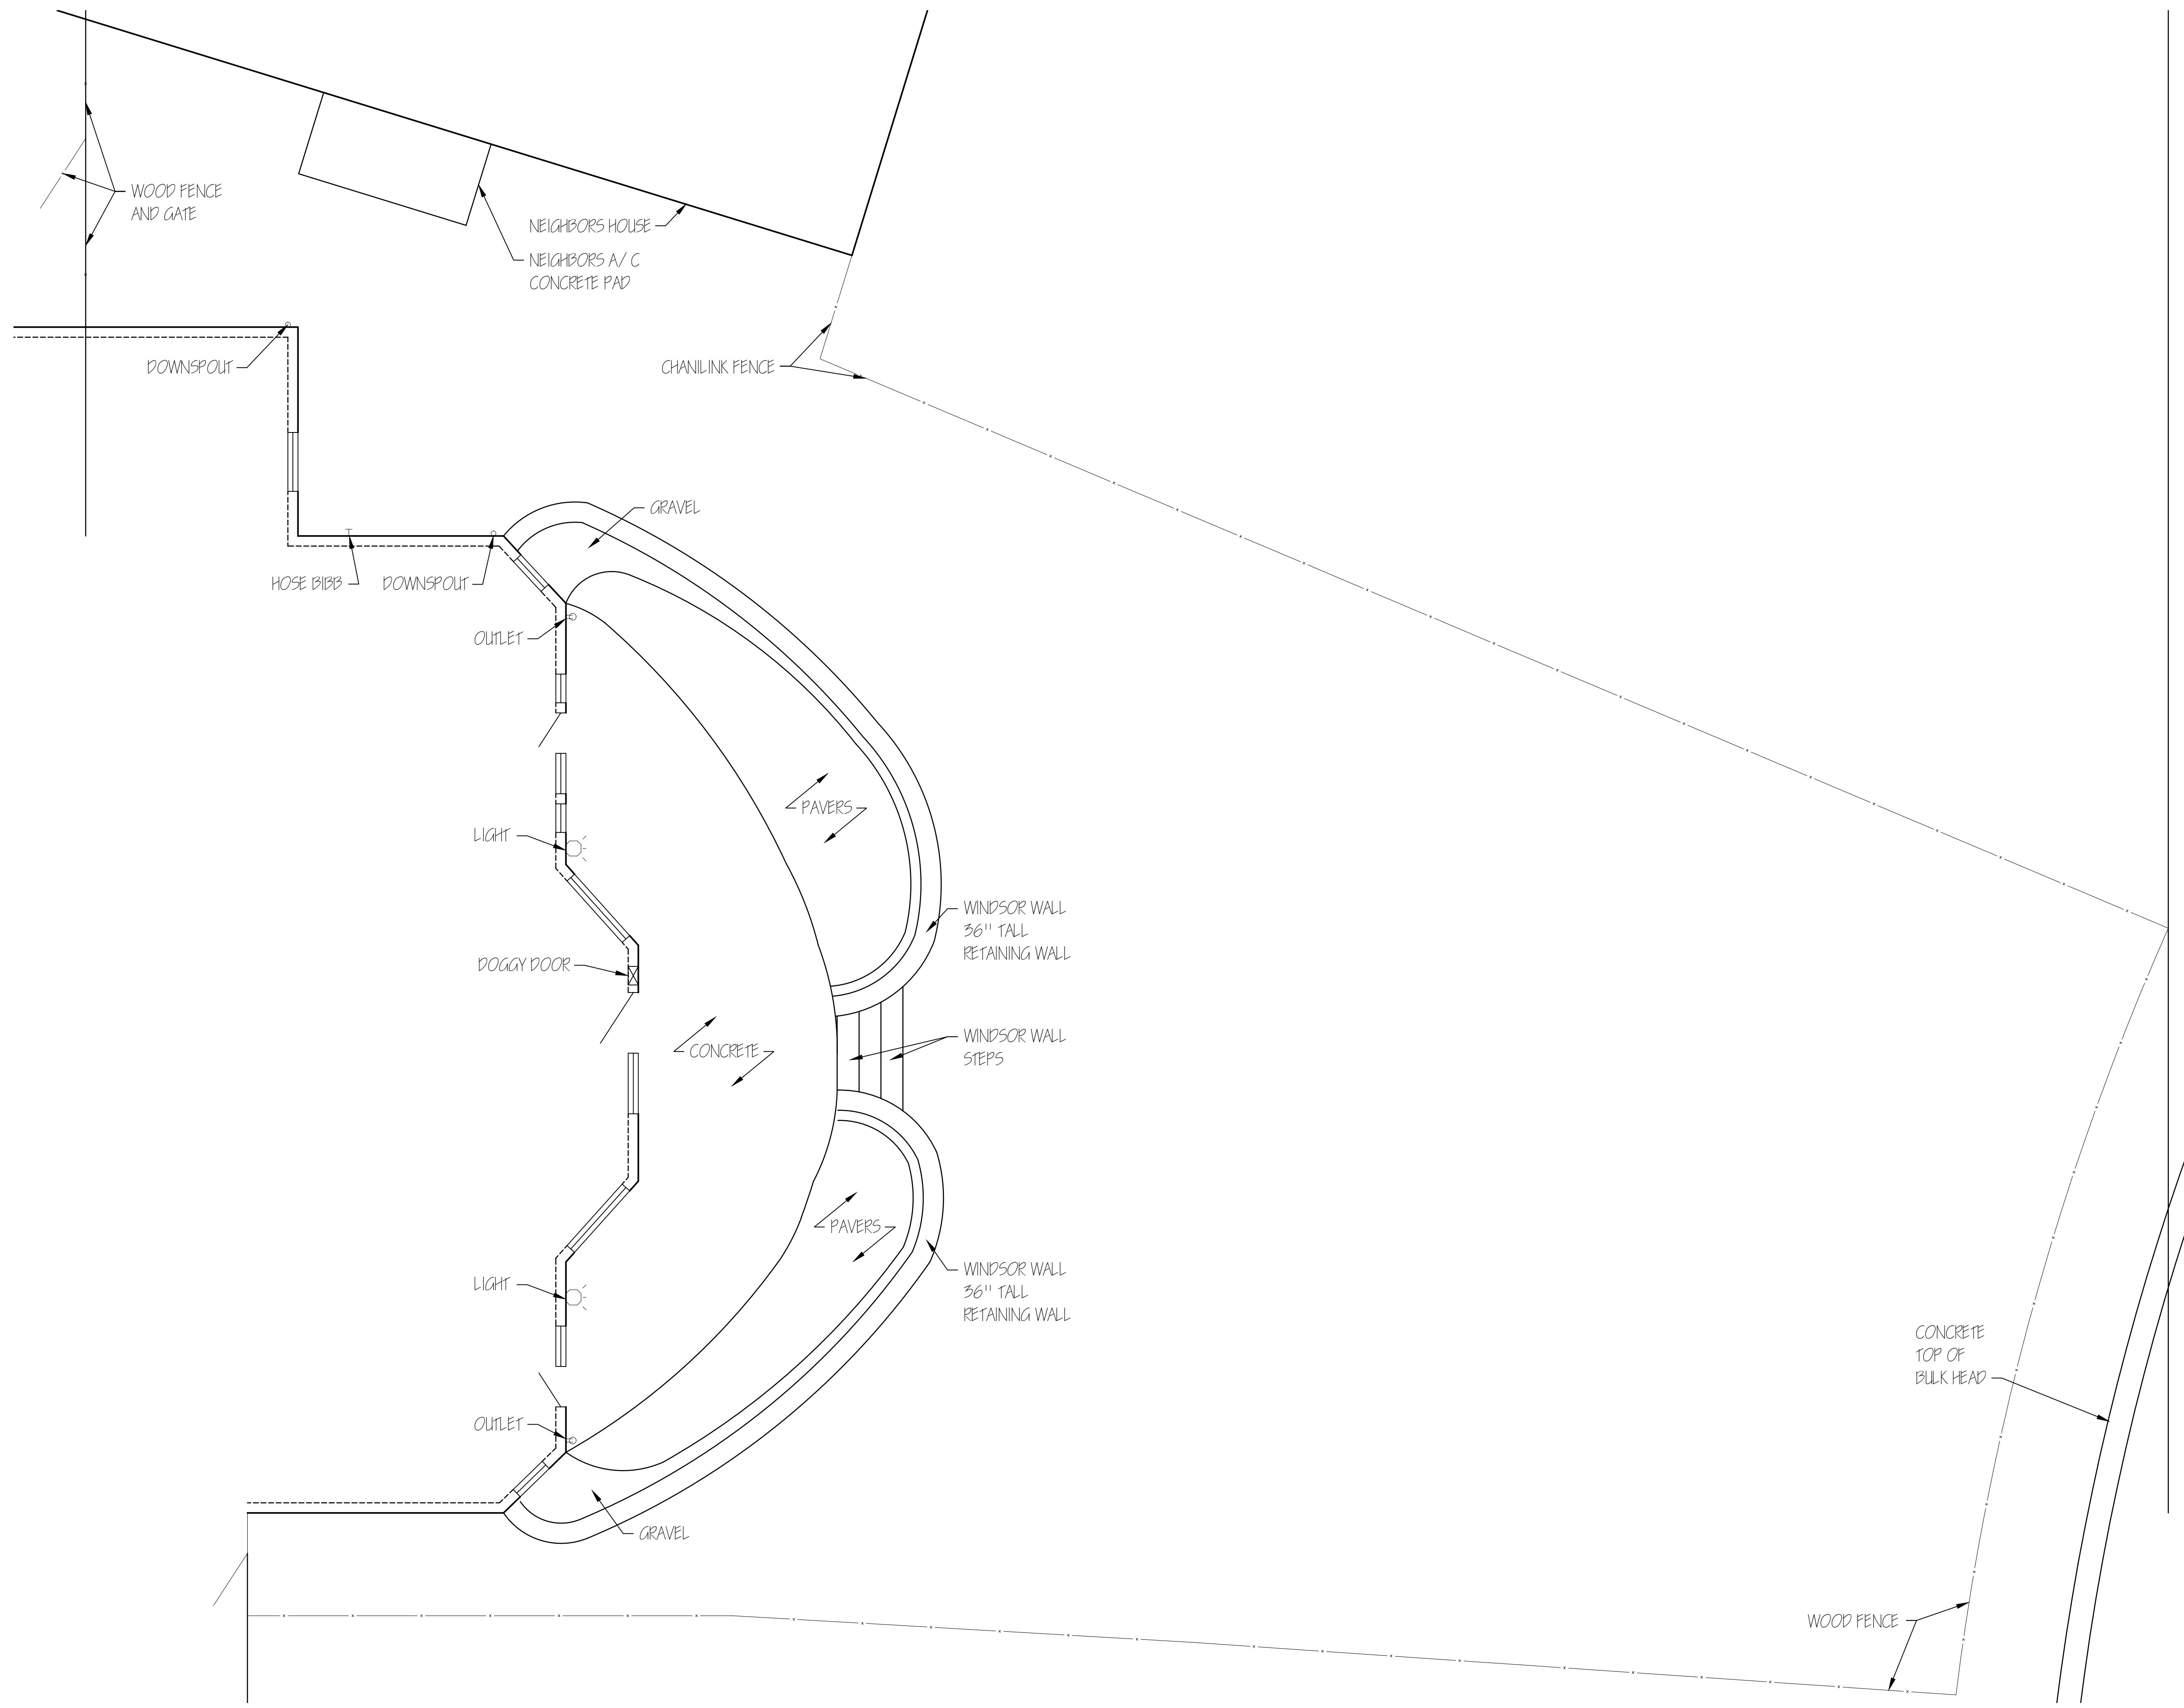 WOOD FENCE
AND GATE
NEIGHBORS HOUSE
NEIGHBORS A/C
CONCRETE PAD
DOWNSPOUT
CHANILINK FENCE
GRAVEL
HOSE BIBB
DOWNSPOUT
OUTLET
PAVERS
LIGHT
WINDSOR WALL
36" TALL
RETAINING WALL
DOGGY DOOR
CONCRETE
WINDSOR WALL
STEPS
PAVERS
LIGHT
WINDSOR WALL
36" TALL
RETAINING WALL
CONCRETE
TOP OF
BULK HEAD
OUTLET
GRAVEL
WOOD FENCE